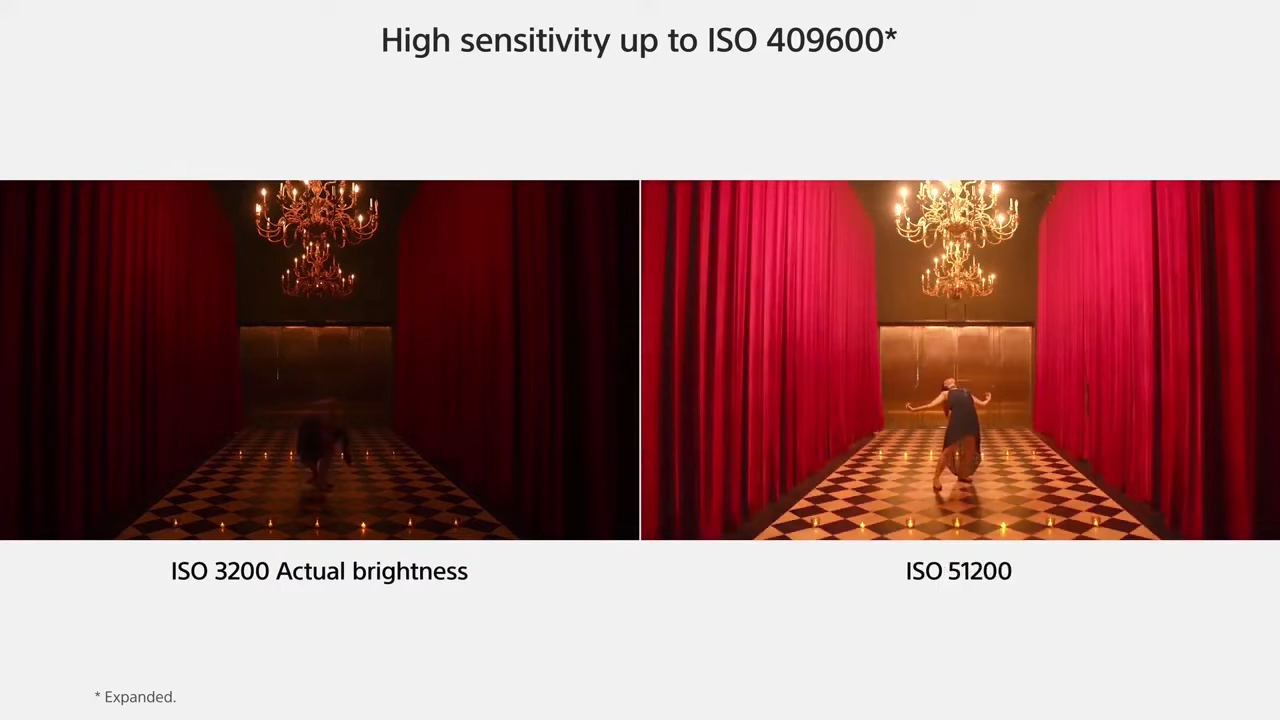 High sensitivity up to ISO 409600*
ISO 3200 Actual brightness
ISO 51200
* Expanded.